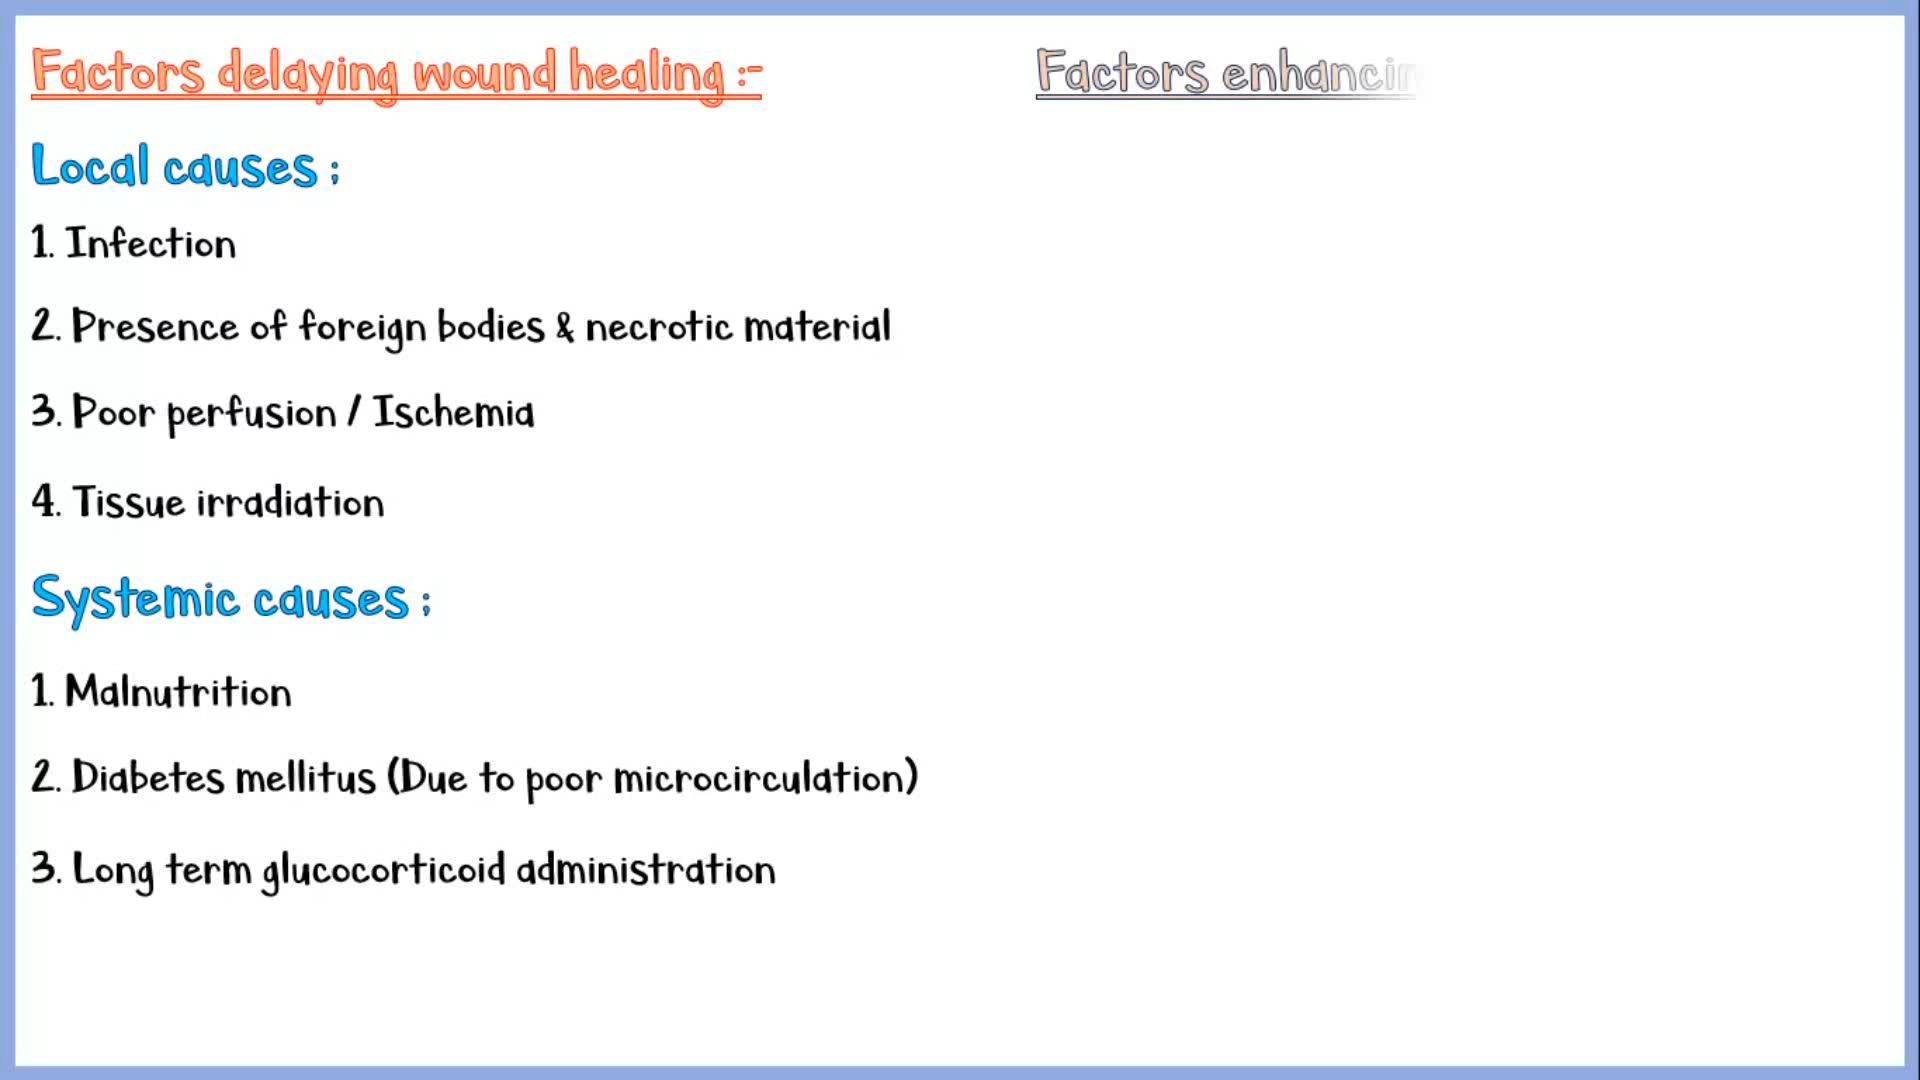 Factors delaying wound healing :-
Local causes ;
1. Infection
2. Presence of foreign bodies & necrotic material
3. Poor perfusion / Ischemia
4. Tissue irradiation
Systemic causes ;
1. Malnutrition
2. Diabetes mellitus (Due to poor microcirculation)
3. Long term glucocorticoid administration
Factors